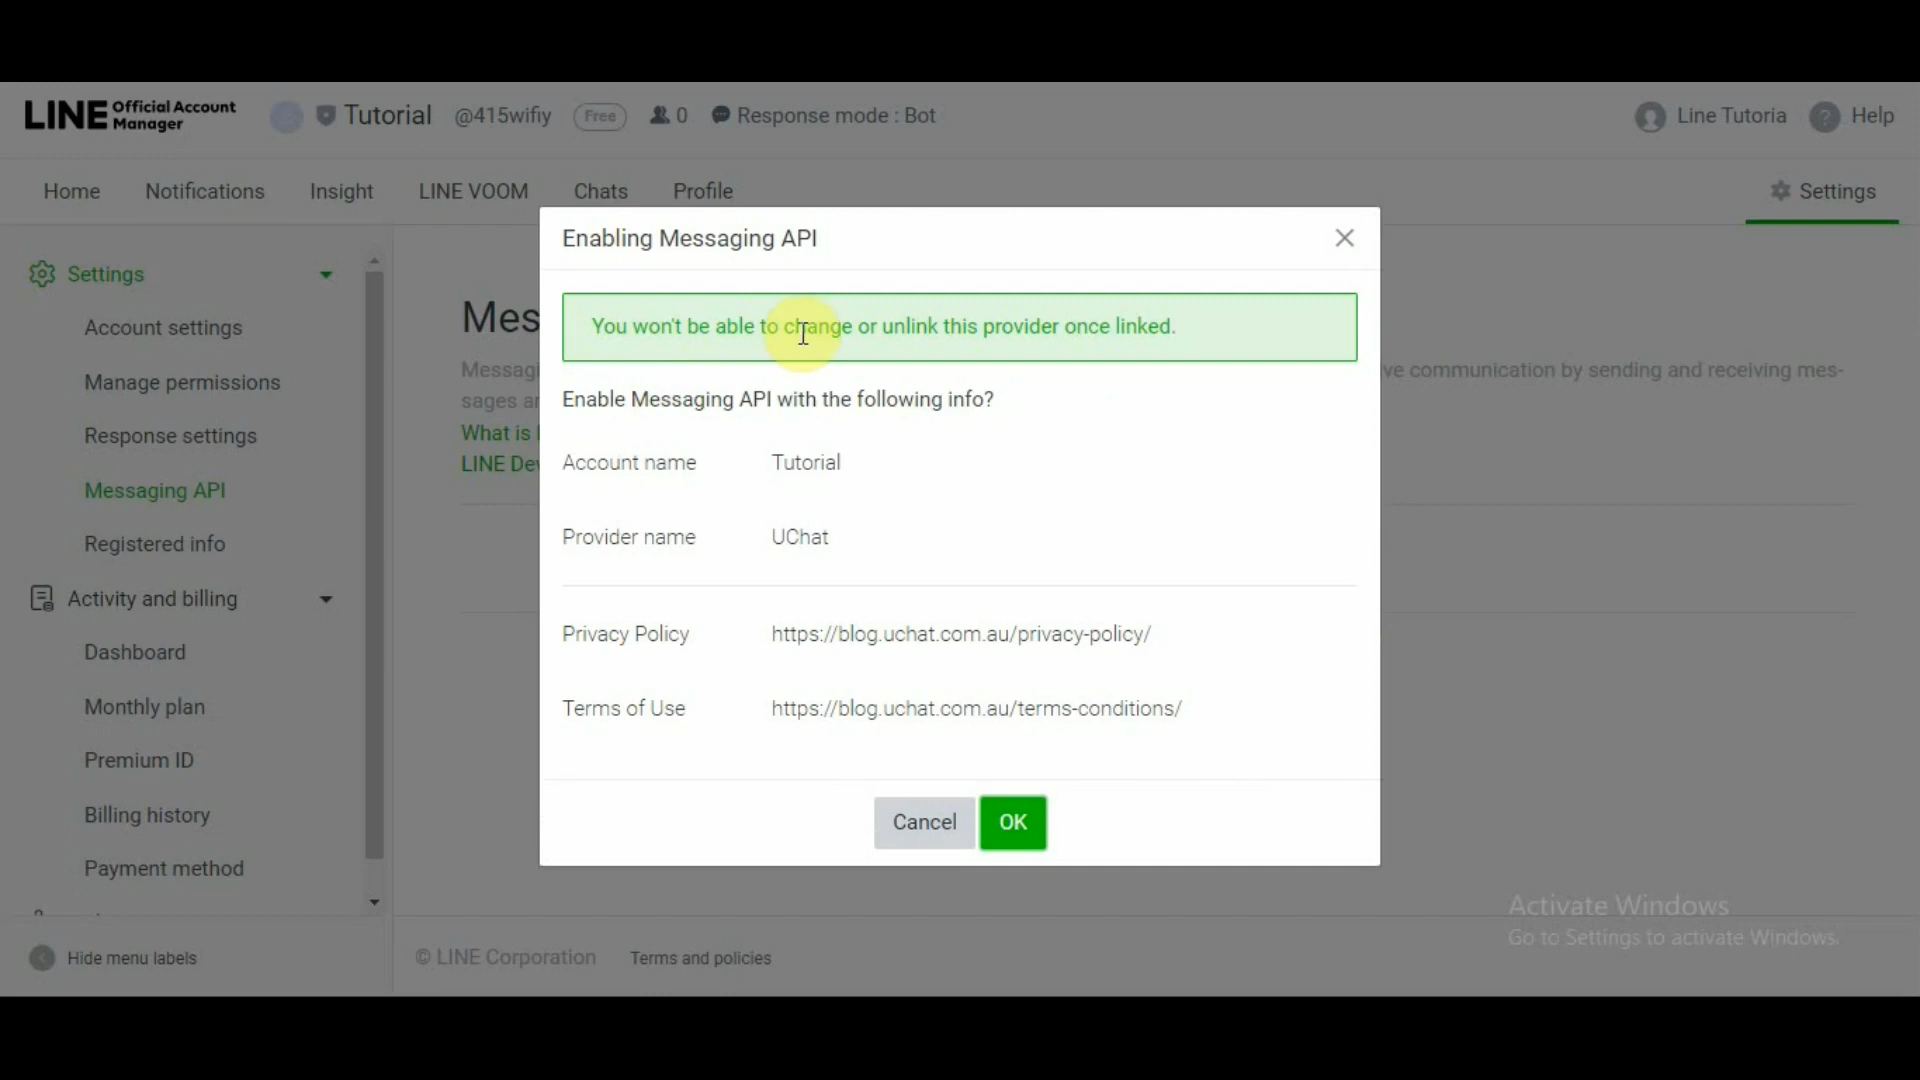 LINE Official Account Manager
Tutorial @415wifiy Free 0 Response mode : Bot
Line Tutoria ? Help
Home Notifications Insight LINE VOOM Chats Profile Settings
Settings
Account settings
Manage permissions
Response settings
Messaging API
Registered info
Activity and billing
Dashboard
Monthly plan
Premium ID
Billing history
Payment method
Hide menu labels
Mes
Messagi
ve communication by sending and receiving mes-
sages ar
What is
LINE Dev
Enabling Messaging API
You won't be able to change or unlink this provider once linked.
Enable Messaging API with the following info?
Account name Tutorial
Provider name UChat
Privacy Policy https://blog.uchat.com.au/privacy-policy/
Terms of Use https://blog.uchat.com.au/terms-conditions/
Cancel OK
Activate Windows
Go to Settings to activate Windows.
© LINE Corporation Terms and policies